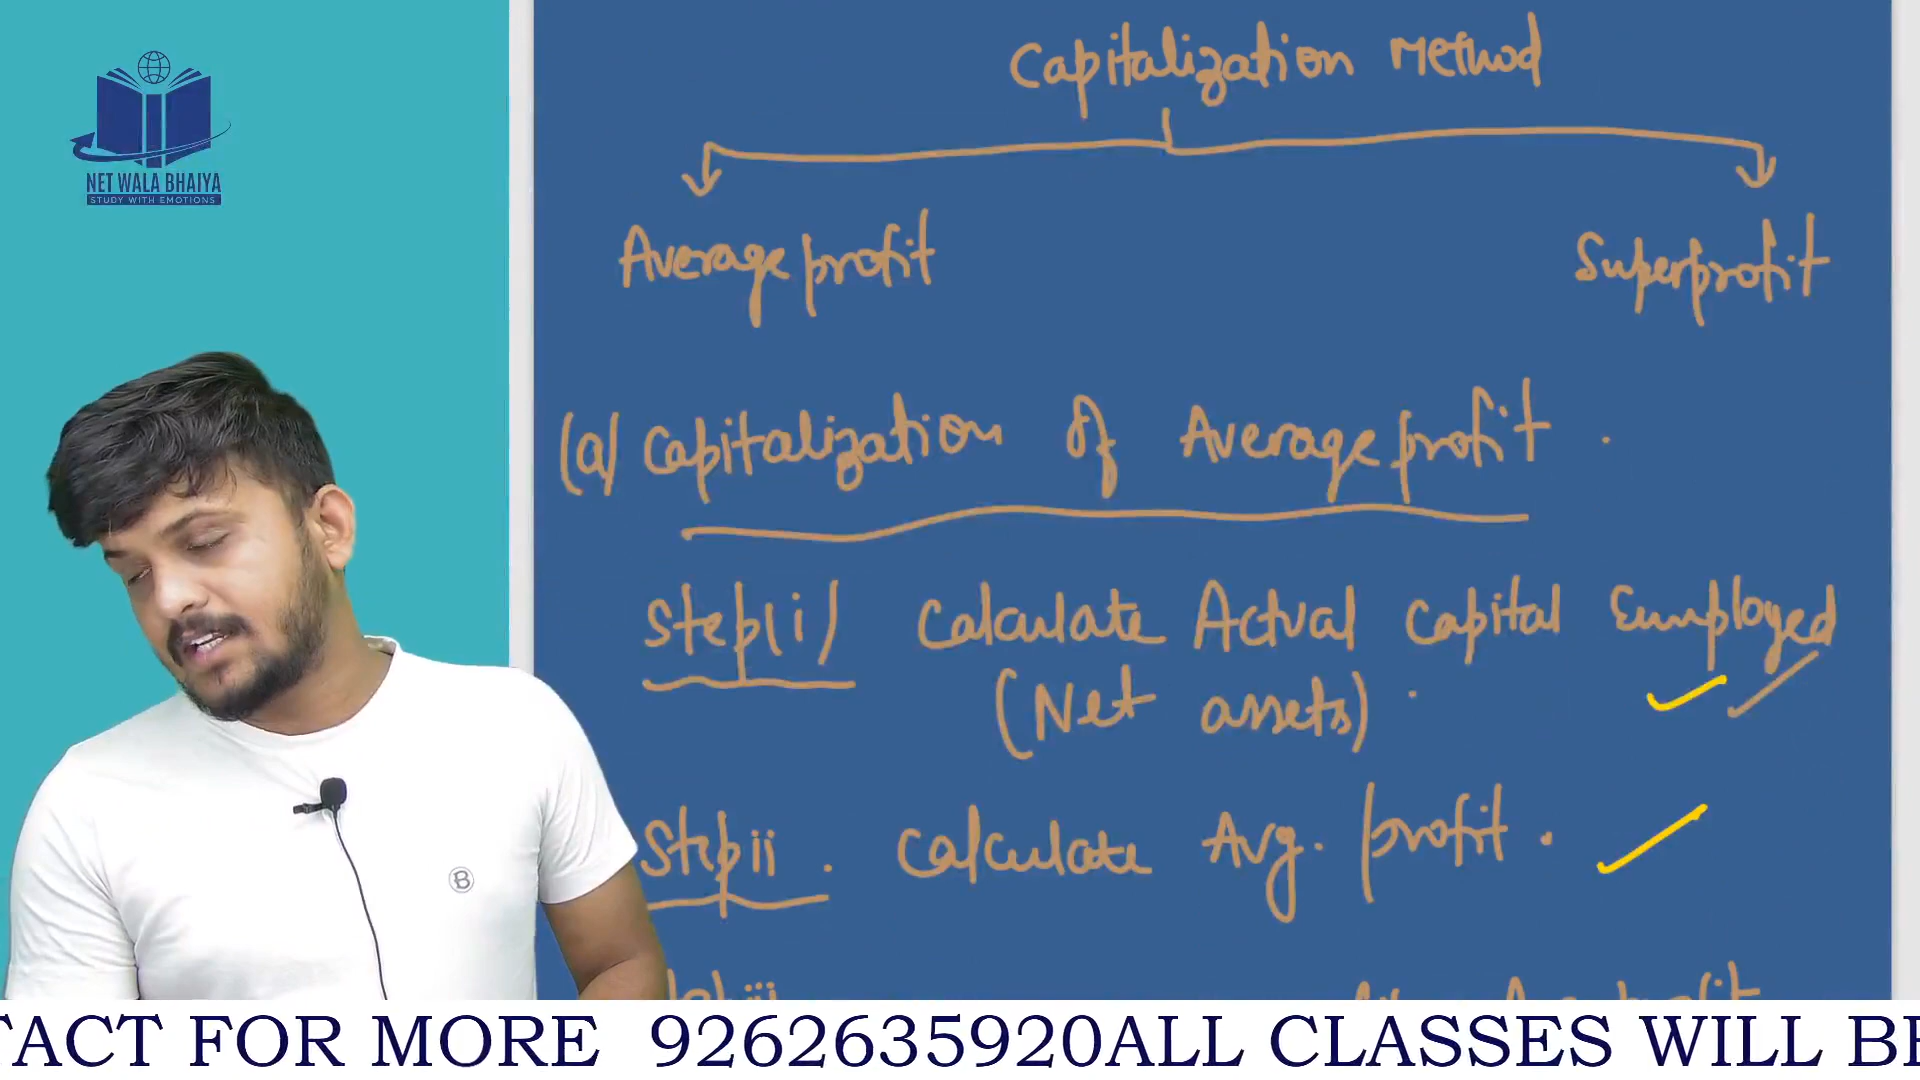 NET WALA BHAIYA
STUDY WITH EMOTIONS
Capitalization Method
Average profit
Superprofit
(a) Capitalization of Average profit.
Step(i) Calculate Actual Capital Employed
(Net assets).
Step ii. Calculate Avg. profit.
TACT FOR MORE 9262635920ALL CLASSES WILL BE